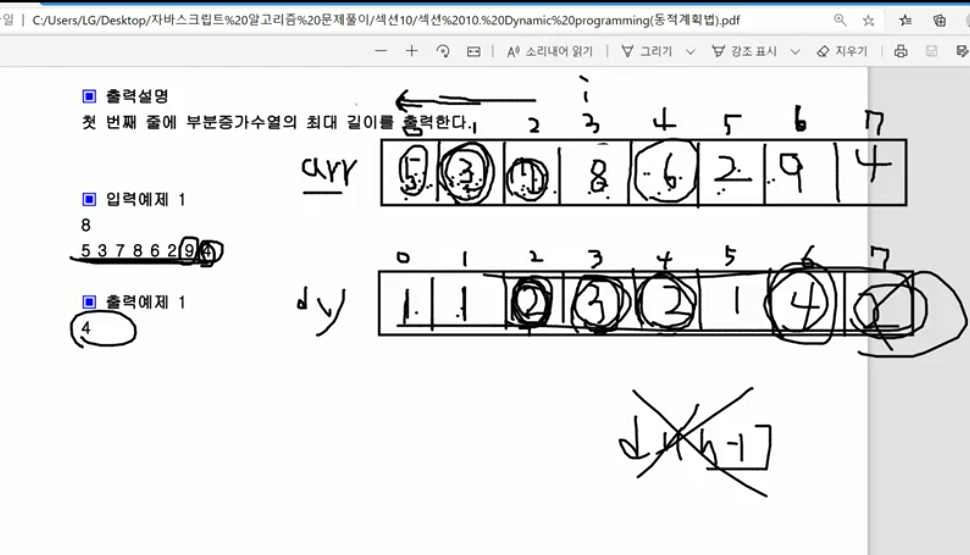 일 | C:/Users/LG/Desktop/자바스크립트%20알고리즘%20문제풀이/섹션10/섹션%2010.%20Dynamic%20programming(동적계획법).pdf
소리내어 읽기 그리기 강조 표시 지우기
출력설명
첫 번째 줄에 부분증가수열의 최대 길이를 출력한다.
i
0 1 2 3 4 5 6 7
arr 5 3 7 8 6 2 9 4
입력예제 1
8
5 3 7 8 6 2 9 4
0 1 2 3 4 5 6 7
dy 1 1 2 3 2 1 4 2
출력예제 1
4